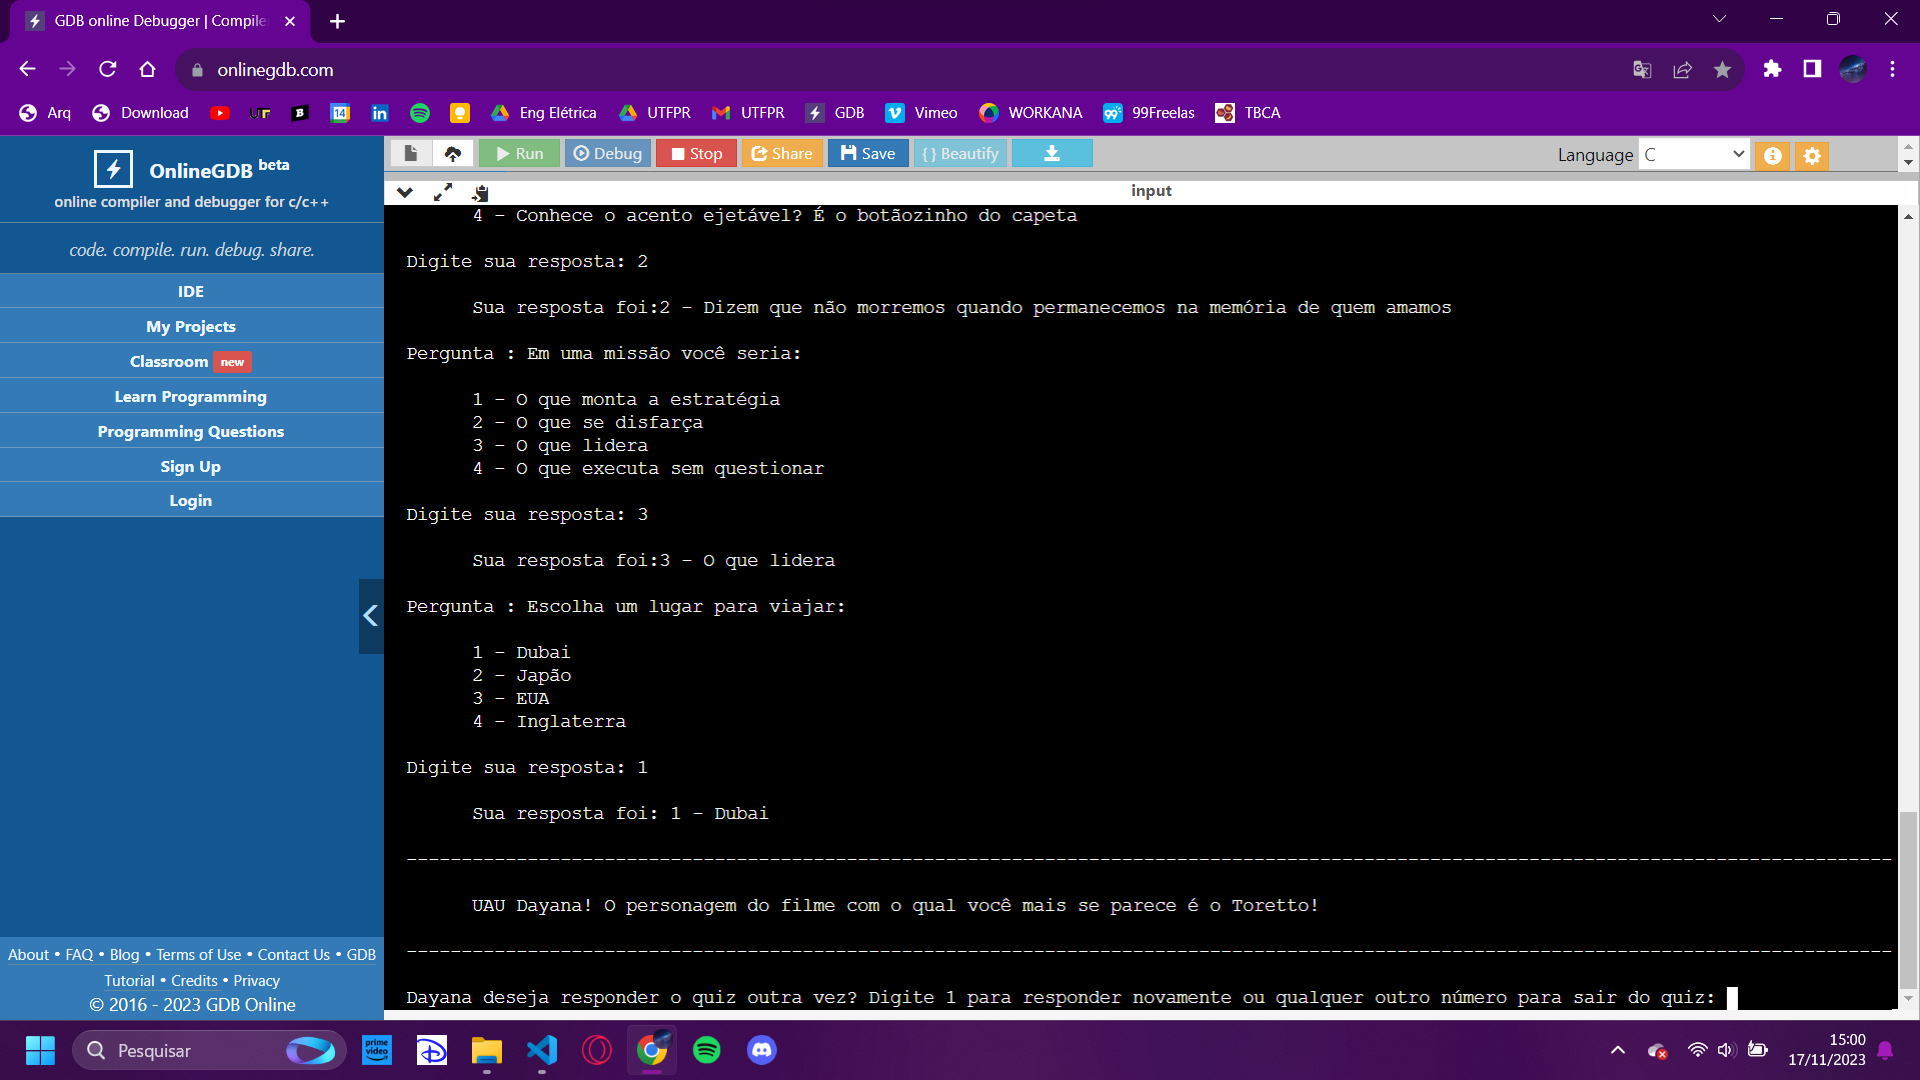 GDB online Debugger | Compile
onlinegdb.com
Arq
Download
14
Eng Elétrica
UTFPR
UTFPR
GDB
Vimeo
WORKANA
99Freelas
TBCA
OnlineGDB beta
online compiler and debugger for c/c++
code. compile. run. debug. share.
IDE
My Projects
Classroom new
Learn Programming
Programming Questions
Sign Up
Login
About • FAQ • Blog • Terms of Use • Contact Us • GDB
Tutorial • Credits • Privacy
© 2016 - 2023 GDB Online
Run
Debug
Stop
Share
Save
{ } Beautify
Language C
input
4 - Conhece o acento ejetável? É o botãozinho do capeta
Digite sua resposta: 2
Sua resposta foi:2 - Dizem que não morremos quando permanecemos na memória de quem amamos
Pergunta : Em uma missão você seria:
1 - O que monta a estratégia
2 - O que se disfarça
3 - O que lidera
4 - O que executa sem questionar
Digite sua resposta: 3
Sua resposta foi:3 - O que lidera
Pergunta : Escolha um lugar para viajar:
1 - Dubai
2 - Japão
3 - EUA
4 - Inglaterra
Digite sua resposta: 1
Sua resposta foi: 1 - Dubai
---------------------------------------------------------------------------------------------------------------------------------------
UAU Dayana! O personagem do filme com o qual você mais se parece é o Toretto!
---------------------------------------------------------------------------------------------------------------------------------------
Dayana deseja responder o quiz outra vez? Digite 1 para responder novamente ou qualquer outro número para sair do quiz:
Pesquisar
prime video
15:00
17/11/2023